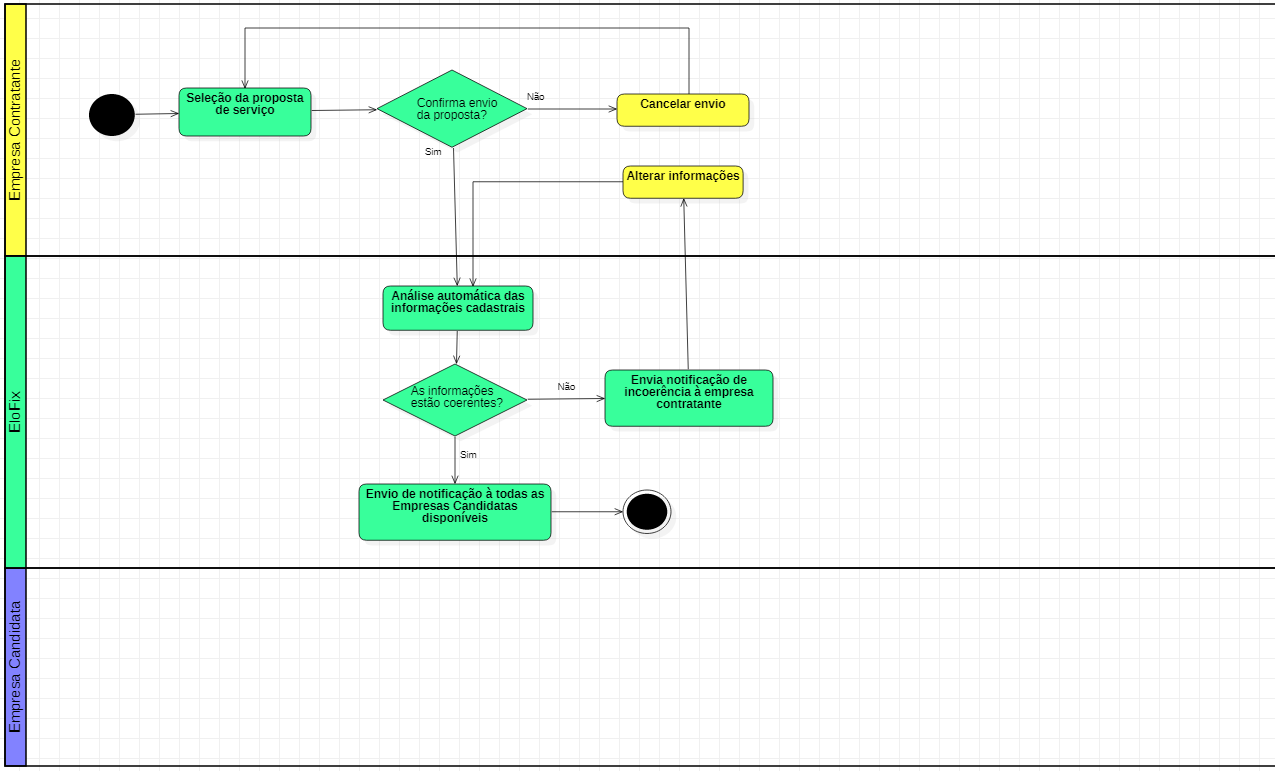 Empresa Contratante
Seleção da proposta
de serviço
Confirma envio
da proposta?
Não
Cancelar envio
Sim
Alterar informações
EloFix
Análise automática das
informações cadastrais
As informações
estão coerentes?
Não
Envia notificação de
incoerência à empresa
contratante
Sim
Envio de notificação à todas as
Empresas Candidatas
disponíveis
Empresa Candidata